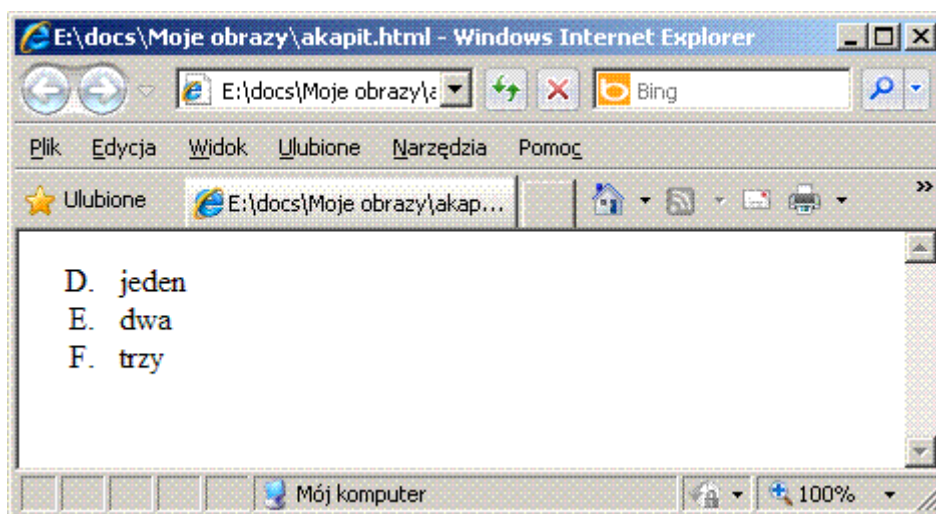 E:\docs\Moje obrazy\akapit.html - Windows Internet Explorer
E:\docs\Moje obrazy\a
Bing
Plik Edycja Widok Ulubione Narzędzia Pomoc
Ulubione E:\docs\Moje obrazy\akap... »
D. jeden
E. dwa
F. trzy
Mój komputer 100%